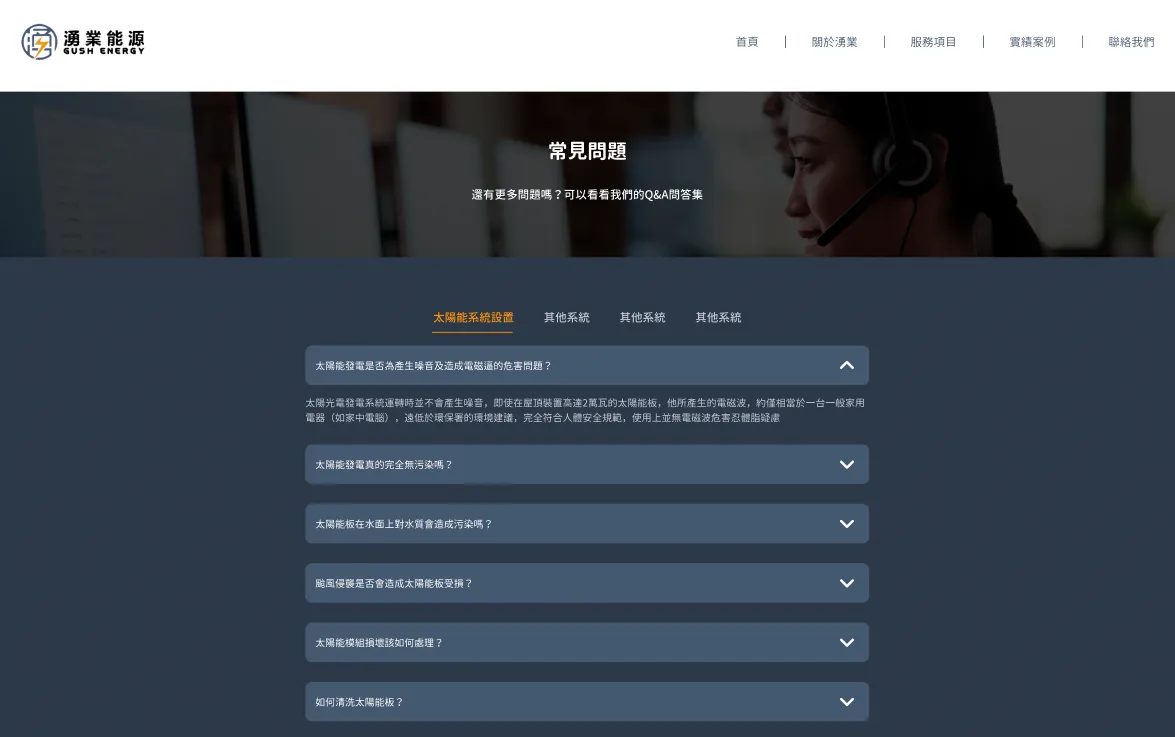 湧業能源
GUSH ENERGY
首頁 | 關於湧業 | 服務項目 | 實績案例 | 聯絡我們
常見問題
還有更多問題嗎？可以看看我們的Q&A問答集
太陽能系統設置 其他系統 其他系統 其他系統
太陽能發電是否為產生噪音及造成電磁逼的危害問題？
太陽光電發電系統運轉時並不會產生噪音，即使在屋頂裝置高達2萬瓦的太陽能板，他所產生的電磁波，約僅相當於一台一般家用
電器（如家中電腦），遠低於環保署的環境建議，完全符合人體安全規範，使用上並無電磁波危害忍體脂疑慮
太陽能發電真的完全無污染嗎？
太陽能板在水面上對水質會造成污染嗎？
颱風侵襲是否會造成太陽能板受損？
太陽能模組損壞該如何處理？
如何清洗太陽能板？